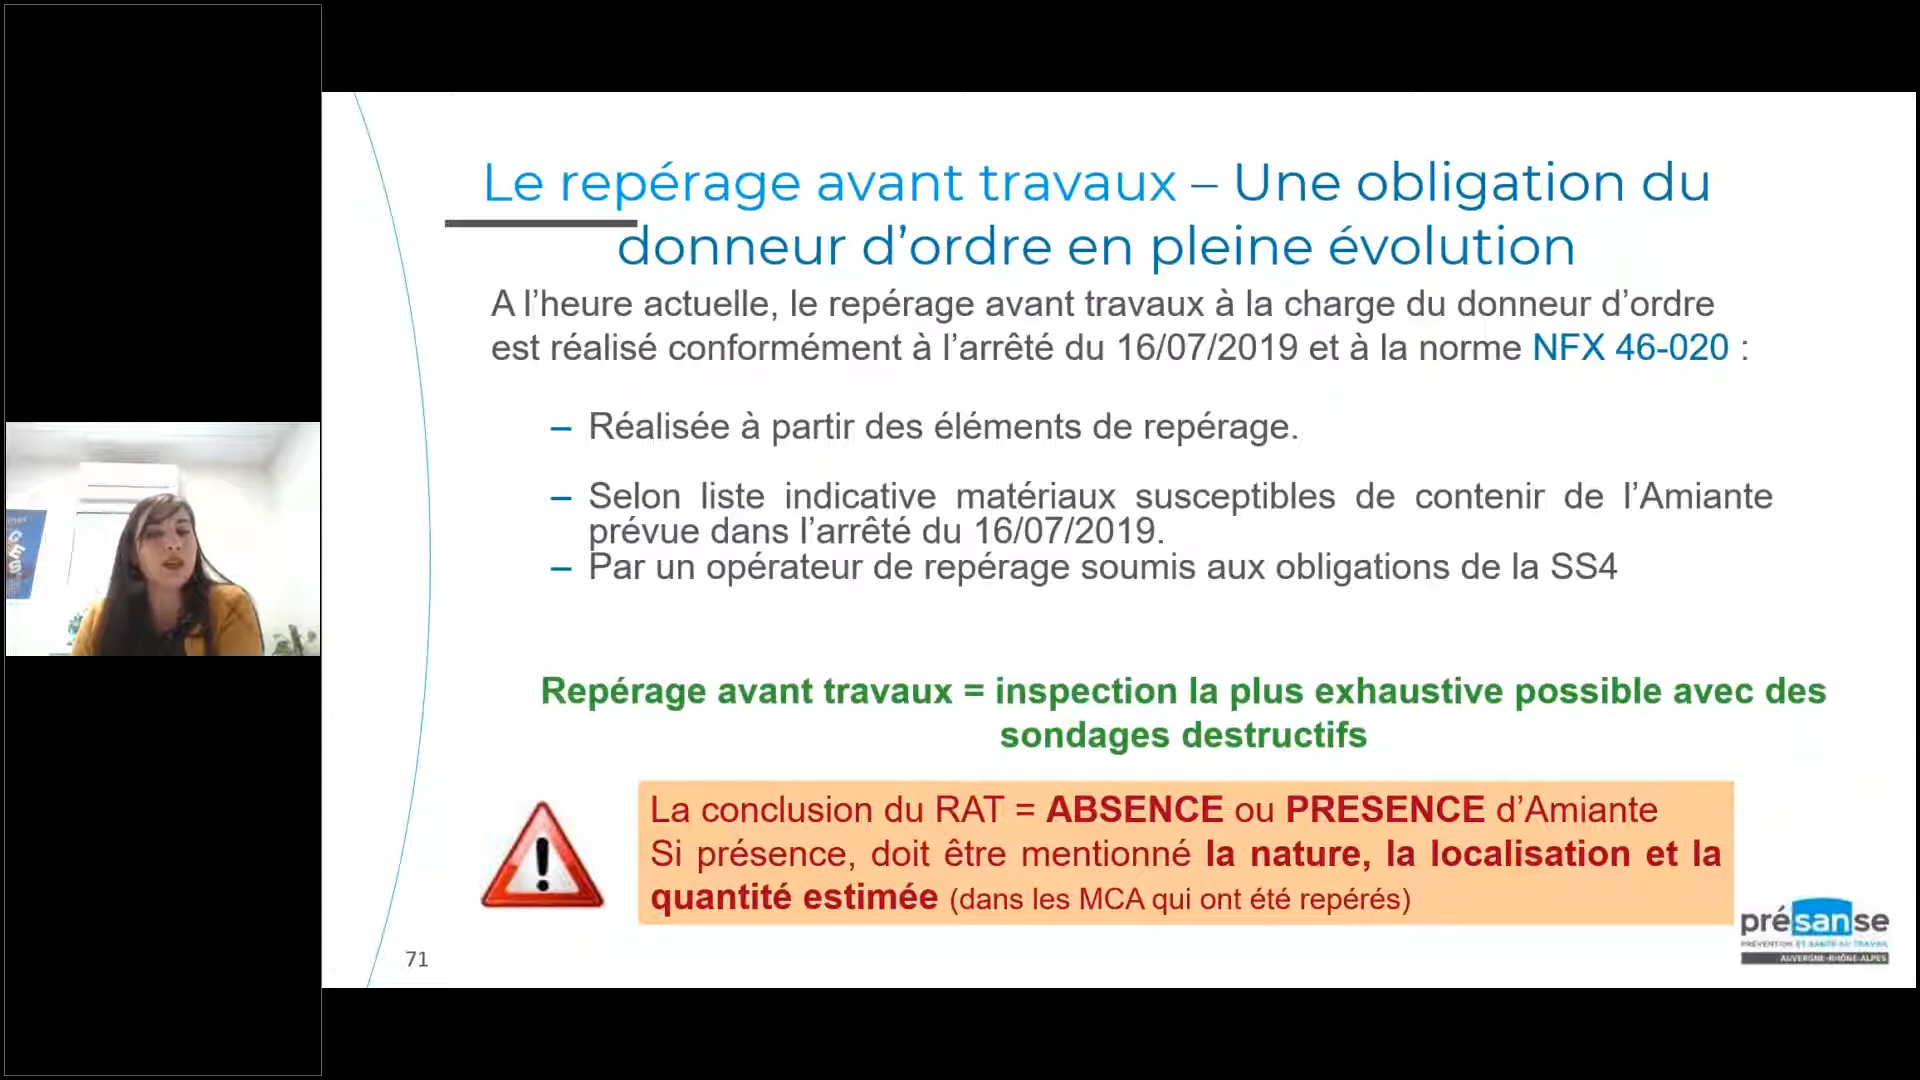 Le repérage avant travaux – Une obligation du
donneur d’ordre en pleine évolution
A l’heure actuelle, le repérage avant travaux à la charge du donneur d’ordre
est réalisé conformément à l’arrêté du 16/07/2019 et à la norme NFX 46-020 :
– Réalisée à partir des éléments de repérage.
– Selon liste indicative matériaux susceptibles de contenir de l’Amiante
prévue dans l’arrêté du 16/07/2019.
– Par un opérateur de repérage soumis aux obligations de la SS4
Repérage avant travaux = inspection la plus exhaustive possible avec des
sondages destructifs
La conclusion du RAT = ABSENCE ou PRESENCE d’Amiante
Si présence, doit être mentionné la nature, la localisation et la
quantité estimée (dans les MCA qui ont été repérés)
présanse
PRÉVENTION ET SANTÉ AU TRAVAIL
AUVERGNE-RHÔNE-ALPES
71